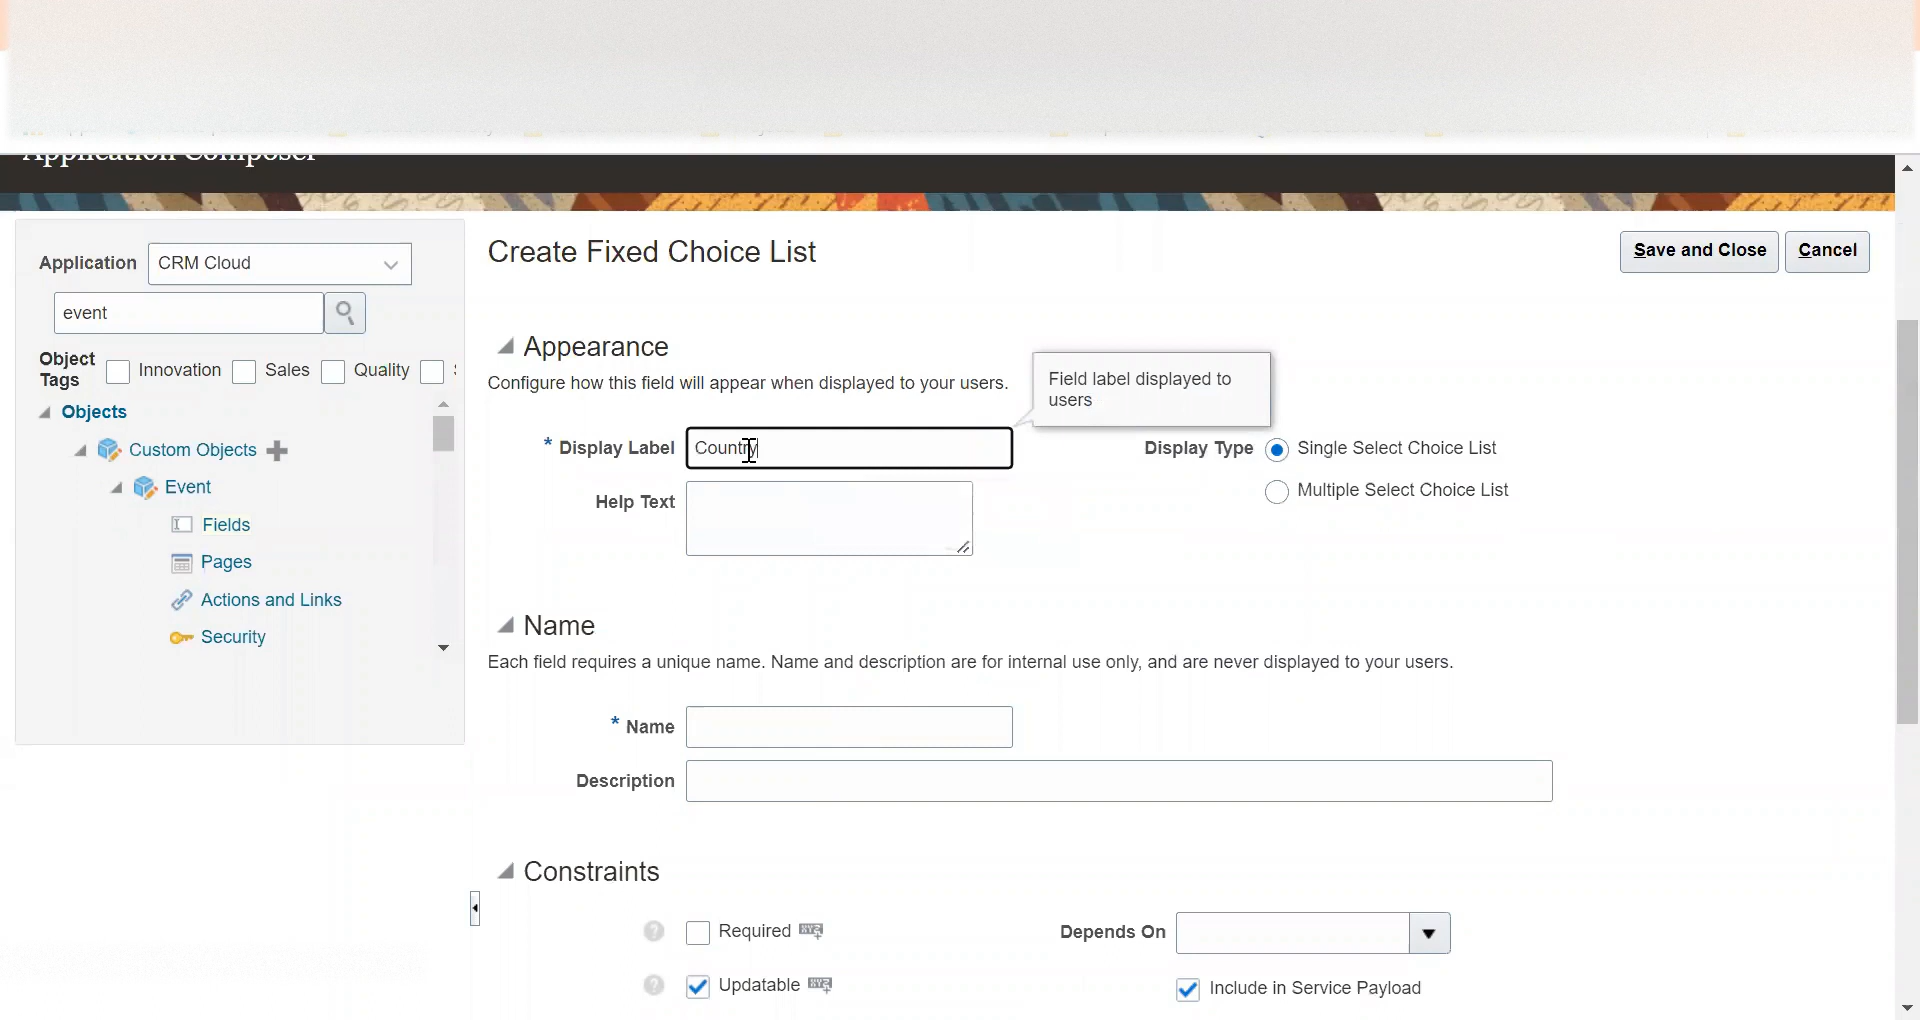 Application Composer
Application CRM Cloud
event
Object Tags Innovation Sales Quality
Objects
Custom Objects
Event
Fields
Pages
Actions and Links
Security
Create Fixed Choice List
Save and Close Cancel
Appearance
Configure how this field will appear when displayed to your users.
Field label displayed to
users
* Display Label Country
Display Type Single Select Choice List
Multiple Select Choice List
Help Text
Name
Each field requires a unique name. Name and description are for internal use only, and are never displayed to your users.
* Name
Description
Constraints
? Required
Depends On
? Updatable
Include in Service Payload